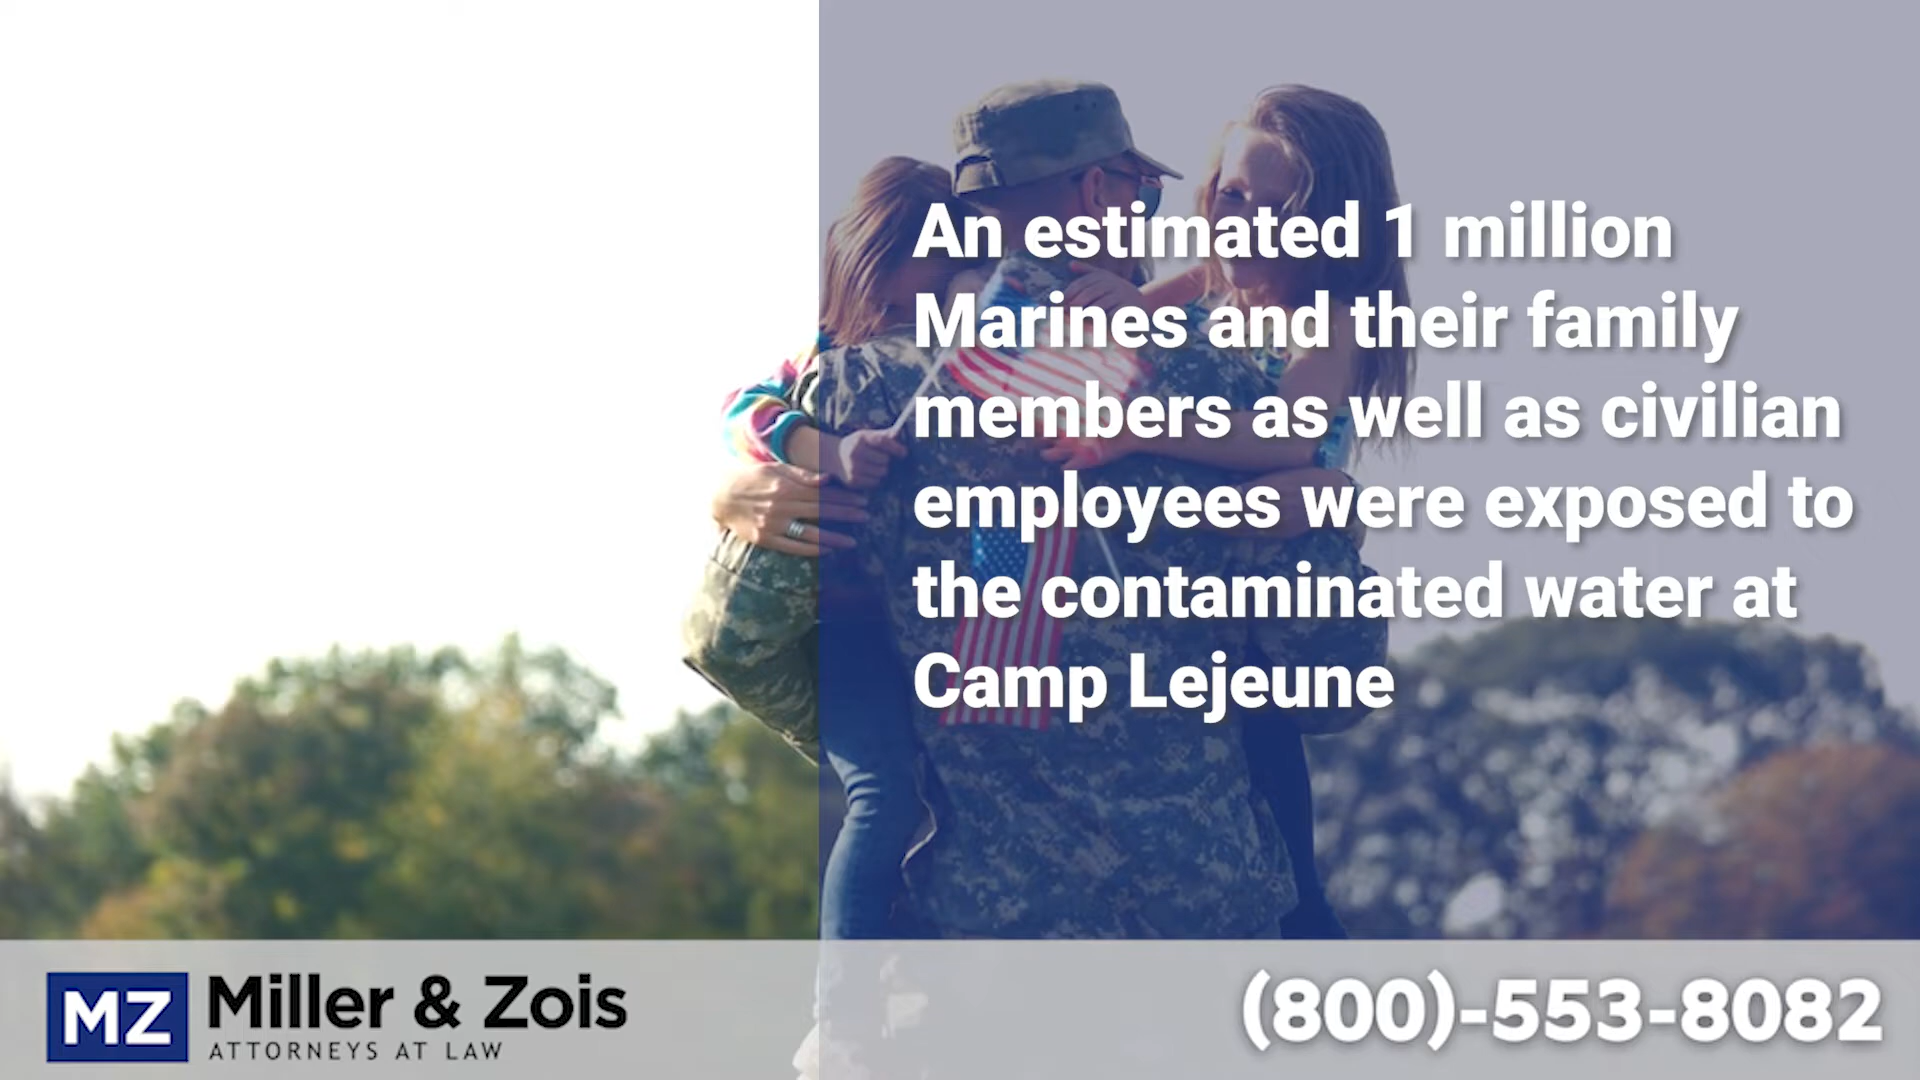 An estimated 1 million
Marines and their family
members as well as civilian
employees were exposed to
the contaminated water at
Camp Lejeune
MZ Miller & Zois
ATTORNEYS AT LAW
(800)-553-8082